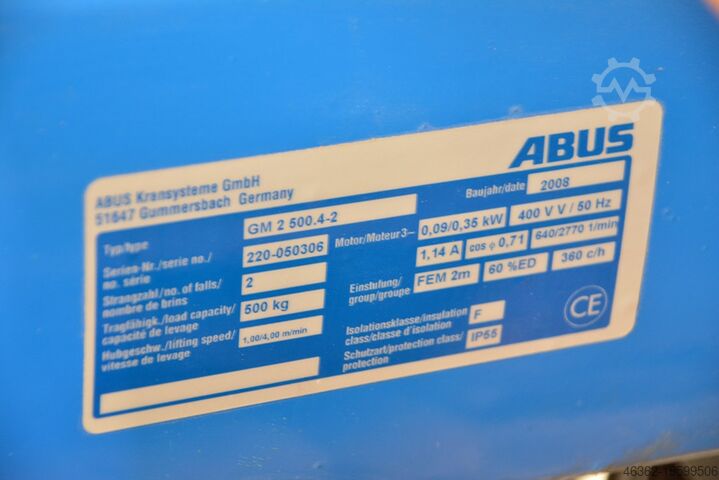 ABUS
ABUS Kransysteme GmbH
51647 Gummersbach Germany
Baujahr/date 2008
Typ/type GM 2 500.4-2
Serien-Nr./serie no./
no. série 220-050306
Strangzahl/no. of falls/
nombre de brins 2
Tragfähigk./load capacity/
capacité de levage 500 kg
Hubgeschw./lifting speed/
vitesse de levage 1,00/4,00 m/min
Motor/Moteur3~ 0,09/0,35 kW 400 V V / 50 Hz
1,14 A cos φ 0,71 640/2770 1/min
Einstufung/
group/groupe FEM 2m 60 %ED 360 c/h
Isolationsklasse/insulation
class/classe d'isolation F
Schutzart/protection class/
protection IP55
CE
46362-19599506